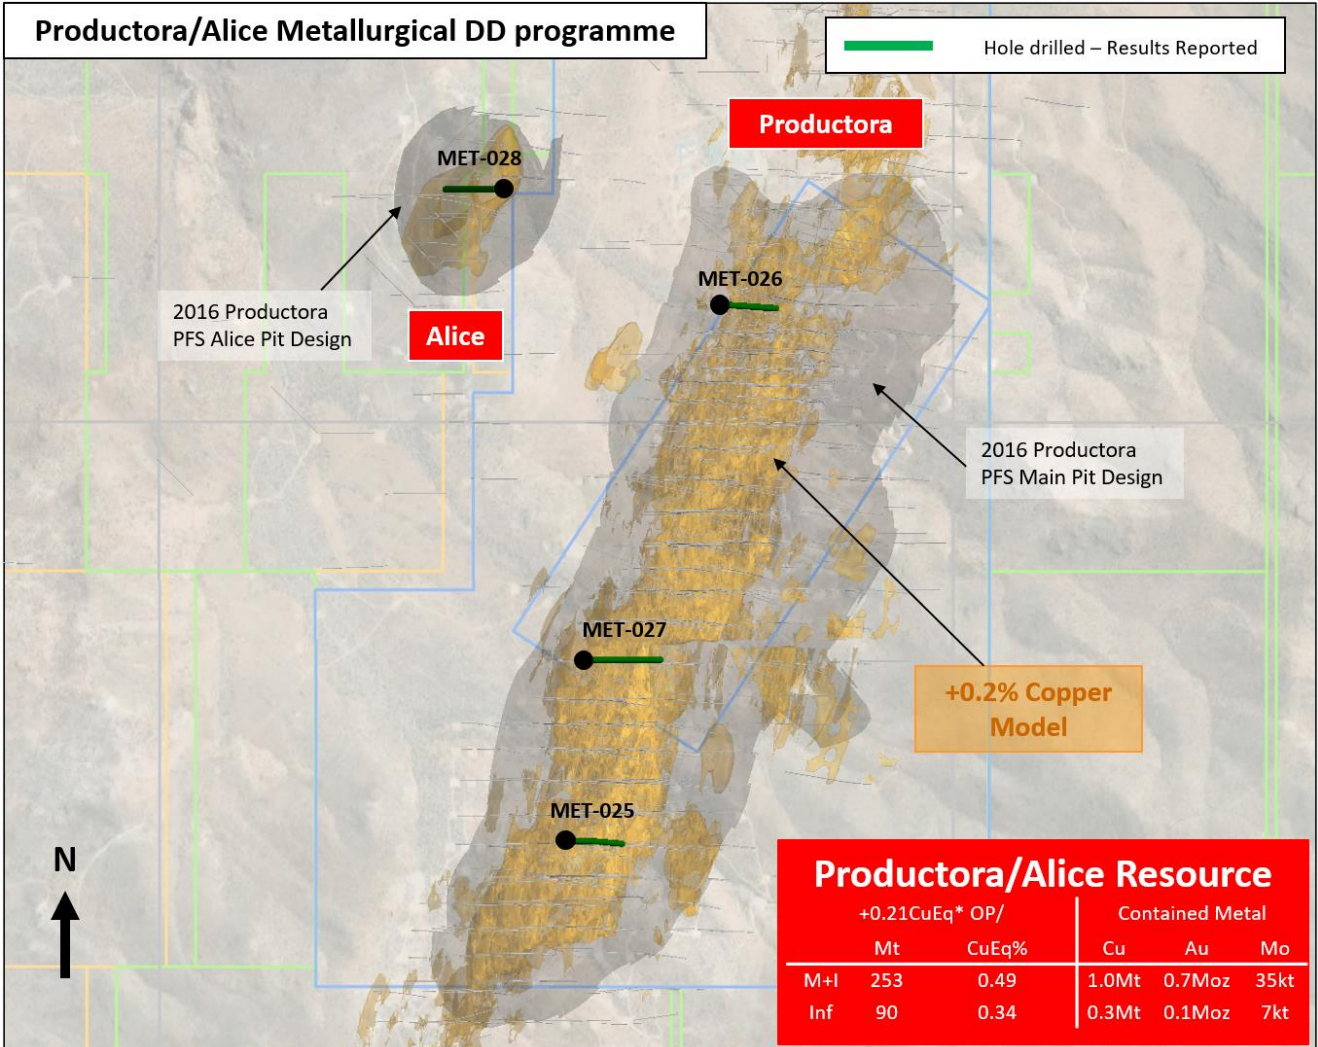 Productora/Alice Metallurgical DD programme
Hole drilled – Results Reported
Productora
MET-028
MET-026
2016 Productora
PFS Alice Pit Design
Alice
2016 Productora
PFS Main Pit Design
MET-027
+0.2% Copper
Model
MET-025
N
Productora/Alice Resource
+0.21CuEq* OP/ Contained Metal
Mt CuEq% Cu Au Mo
M+I 253 0.49 1.0Mt 0.7Moz 35kt
Inf 90 0.34 0.3Mt 0.1Moz 7kt